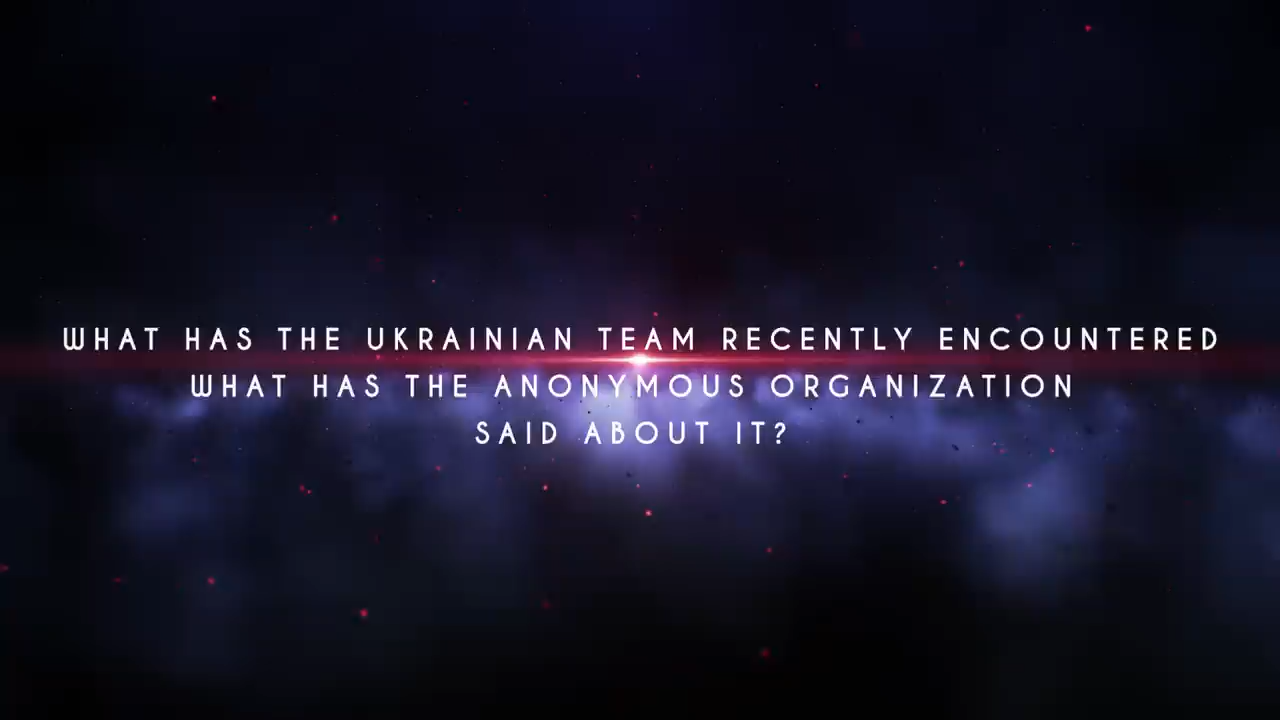 WHAT HAS THE UKRAINIAN TEAM RECENTLY ENCOUNTERED
WHAT HAS THE ANONYMOUS ORGANIZATION
SAID ABOUT IT?